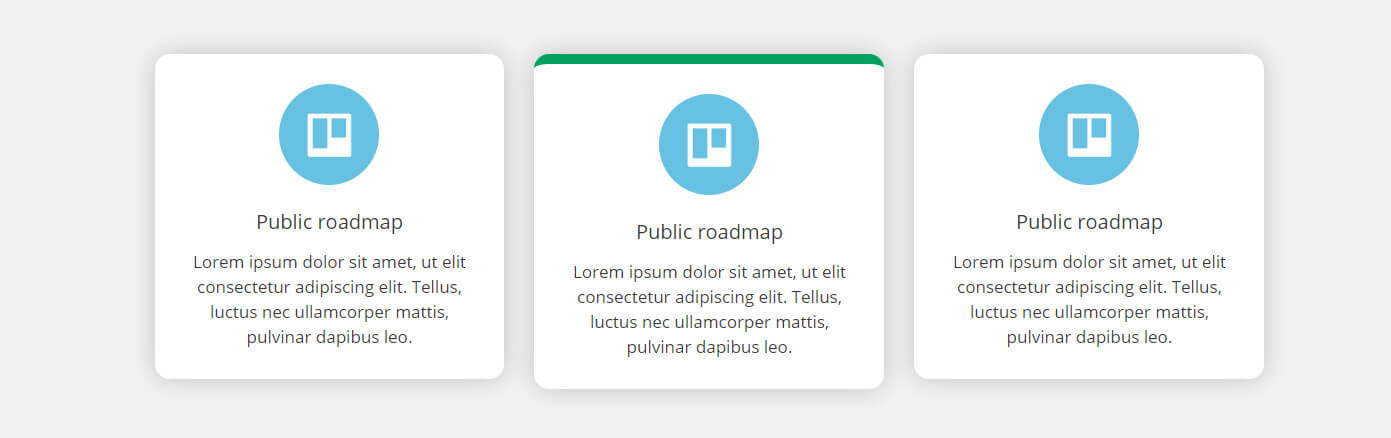 Public roadmap
Lorem ipsum dolor sit amet, ut elit
consectetur adipiscing elit. Tellus,
luctus nec ullamcorper mattis,
pulvinar dapibus leo.
Public roadmap
Lorem ipsum dolor sit amet, ut elit
consectetur adipiscing elit. Tellus,
luctus nec ullamcorper mattis,
pulvinar dapibus leo.
Public roadmap
Lorem ipsum dolor sit amet, ut elit
consectetur adipiscing elit. Tellus,
luctus nec ullamcorper mattis,
pulvinar dapibus leo.